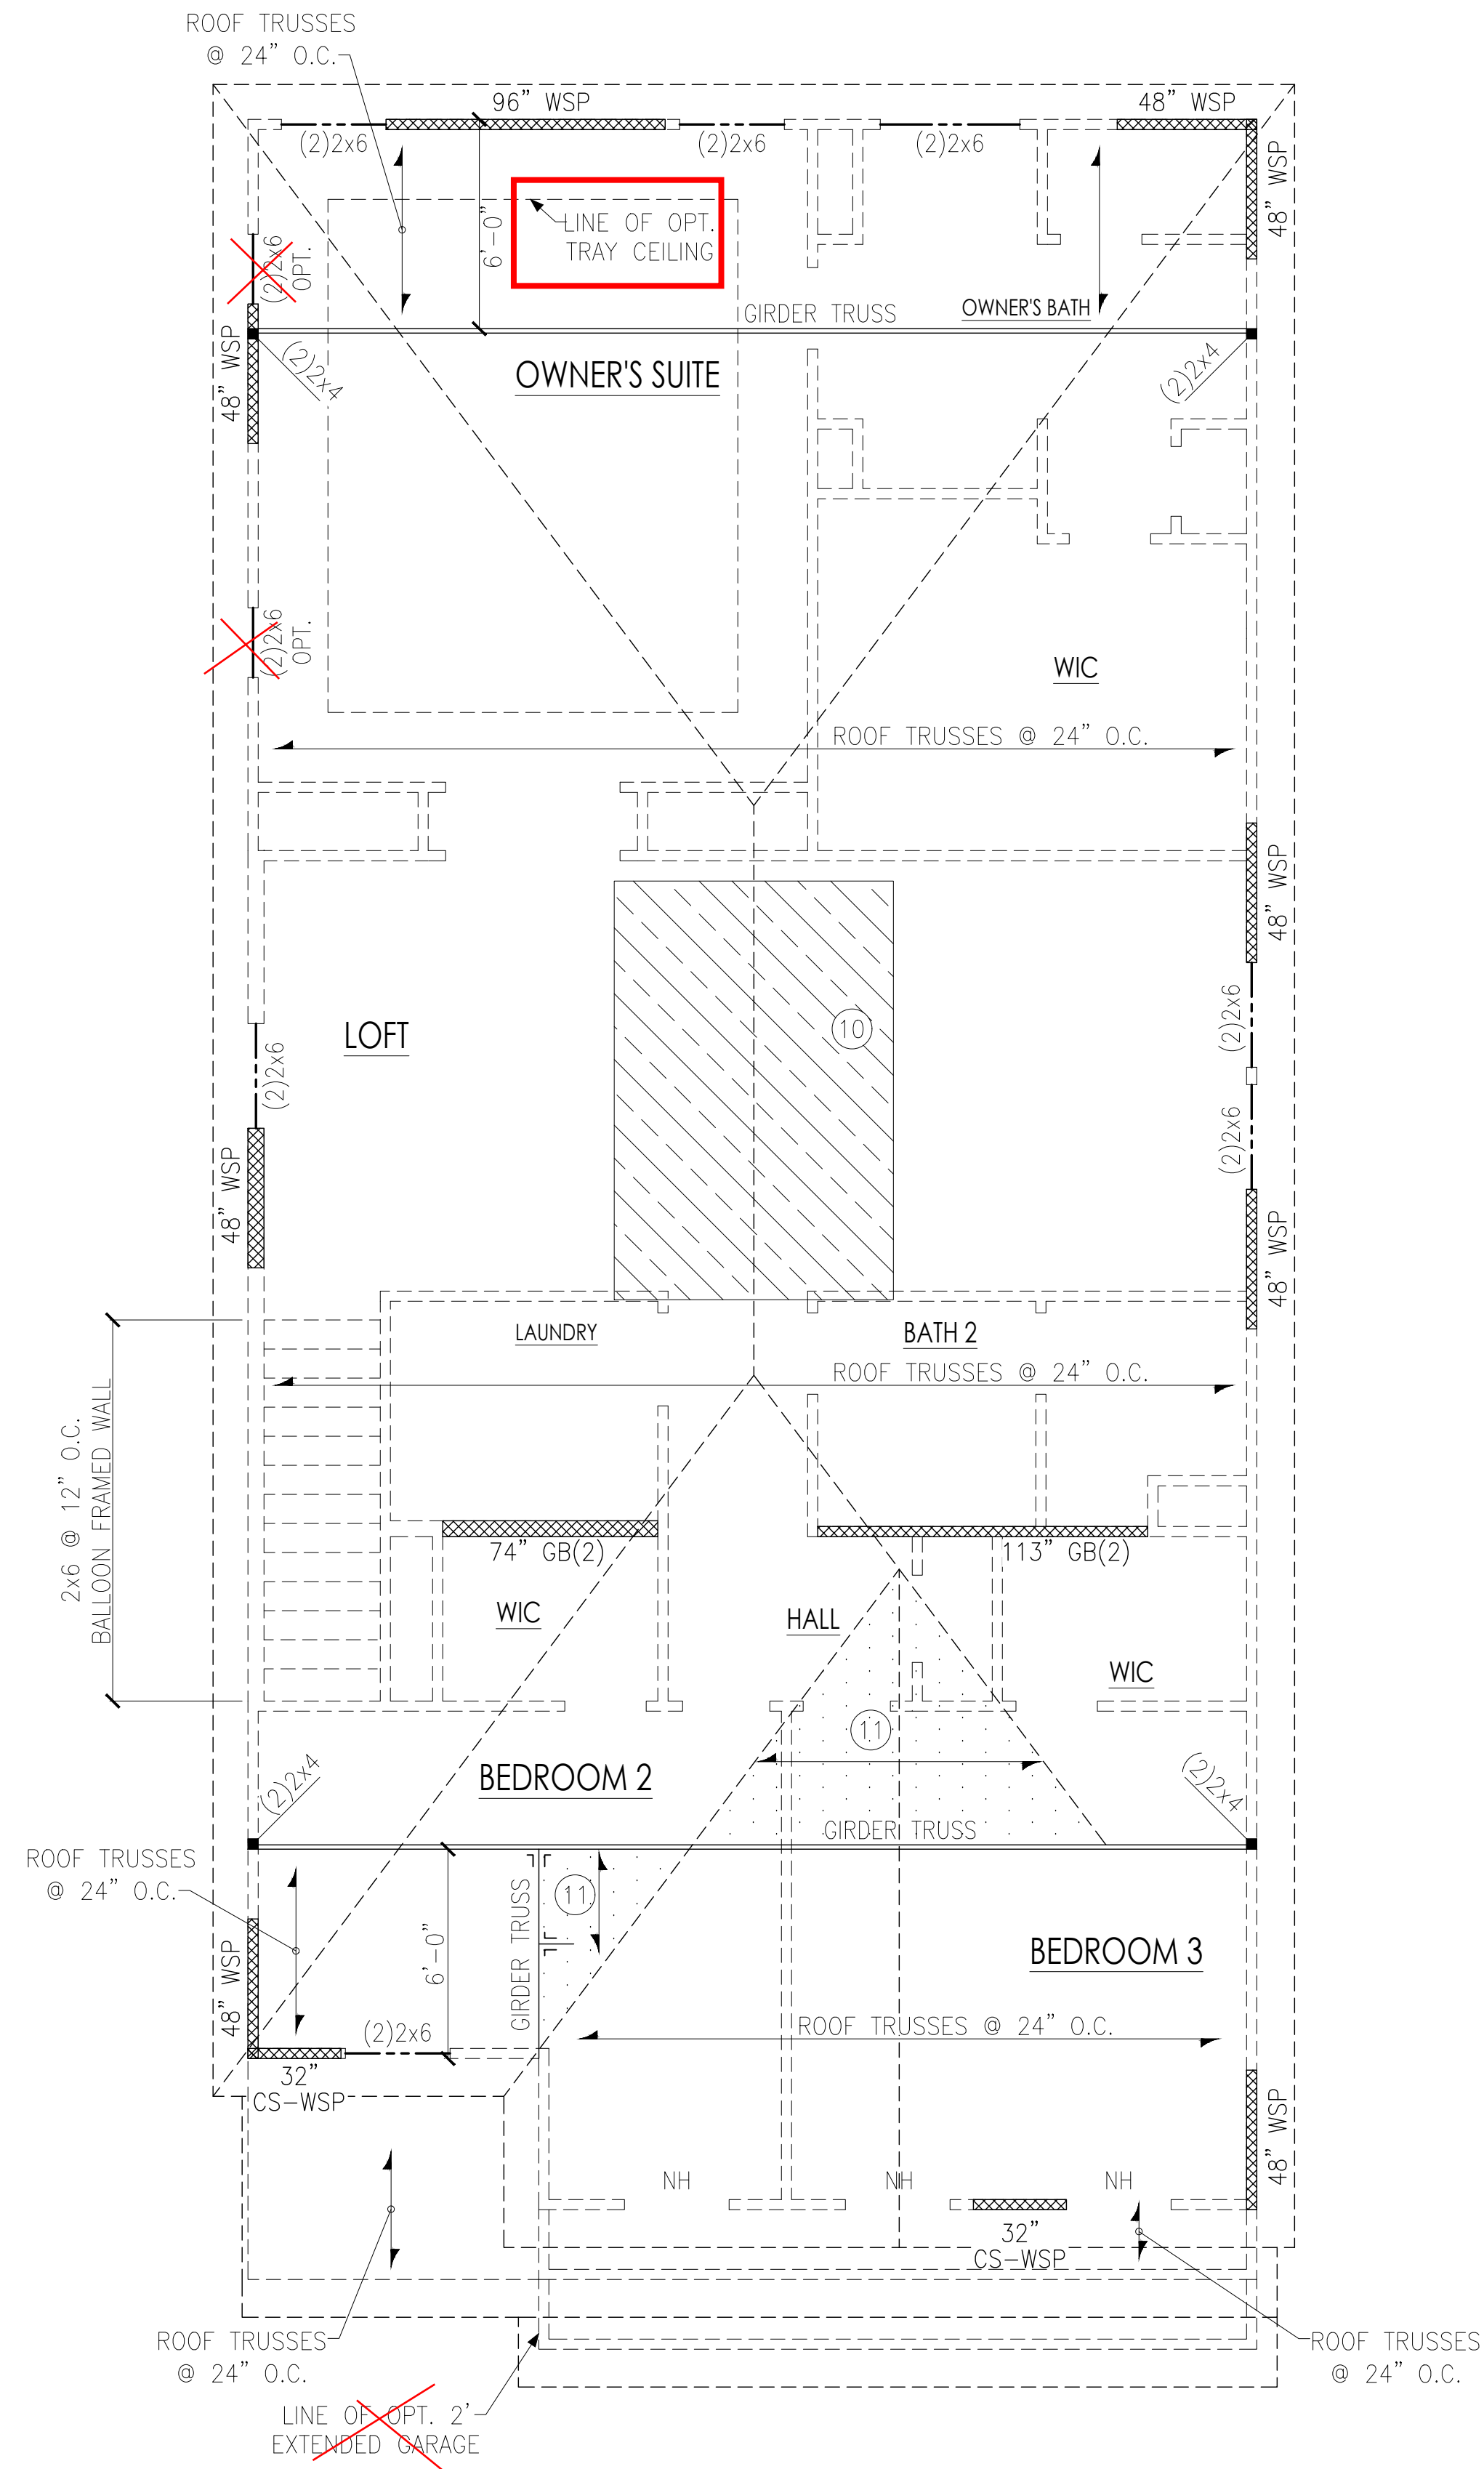 ROOF TRUSSES
@ 24" O.C.
96" WSP
48" WSP
(2)2x6
(2)2x6
(2)2x6
48" WSP
LINE OF OPT.
TRAY CEILING
6'-0"
(2)2x6
OPT.
GIRDER TRUSS
OWNER'S BATH
48" WSP
(2)2x4
OWNER'S SUITE
(2)2x4
(2)2x6
OPT.
WIC
ROOF TRUSSES @ 24" O.C.
48" WSP
LOFT
10
(2)2x6
(2)2x6
(2)2x6
48" WSP
48" WSP
LAUNDRY
BATH 2
ROOF TRUSSES @ 24" O.C.
2x6 @ 12" O.C.
BALLOON FRAMED WALL
74" GB(2)
113" GB(2)
WIC
HALL
WIC
11
BEDROOM 2
(2)2x4
(2)2x4
GIRDER TRUSS
ROOF TRUSSES
@ 24" O.C.
11
GIRDER TRUSS
6'-0"
BEDROOM 3
48" WSP
(2)2x6
ROOF TRUSSES @ 24" O.C.
32"
CS-WSP
48" WSP
NH
NH
NH
32"
CS-WSP
ROOF TRUSSES
@ 24" O.C.
ROOF TRUSSES
@ 24" O.C.
LINE OF OPT. 2'
EXTENDED GARAGE